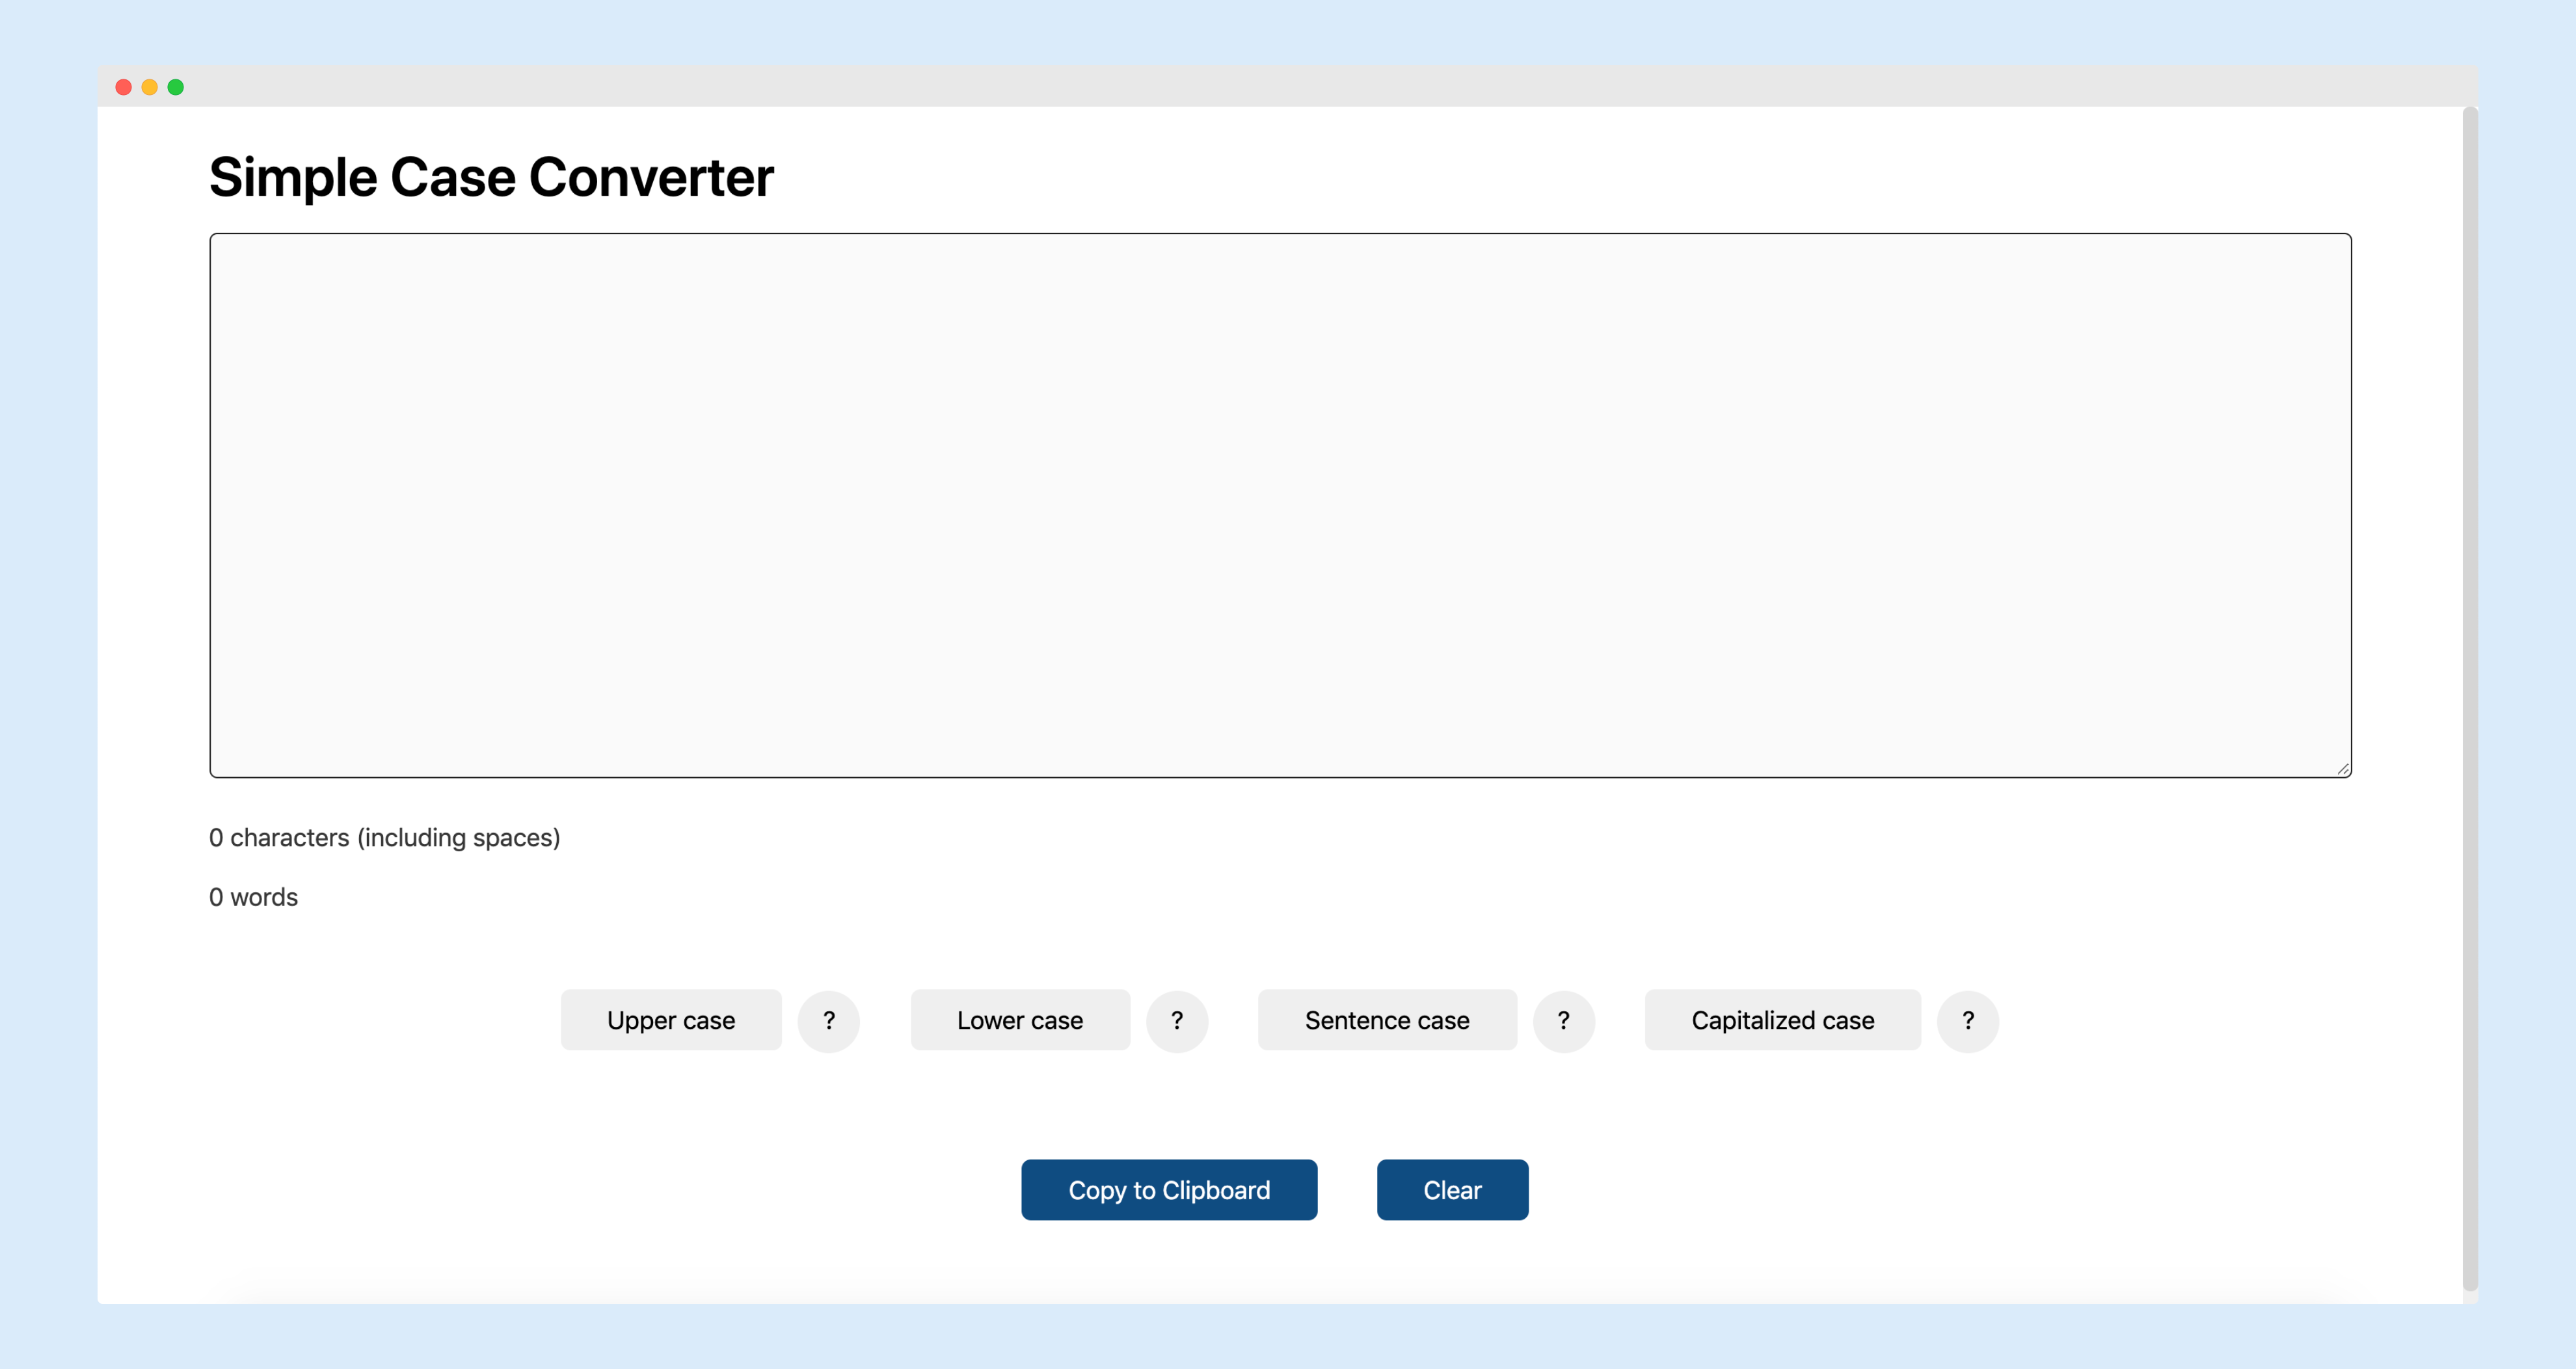 Simple Case Converter
0 characters (including spaces)
0 words
Upper case ? Lower case ? Sentence case ? Capitalized case ?
Copy to Clipboard Clear